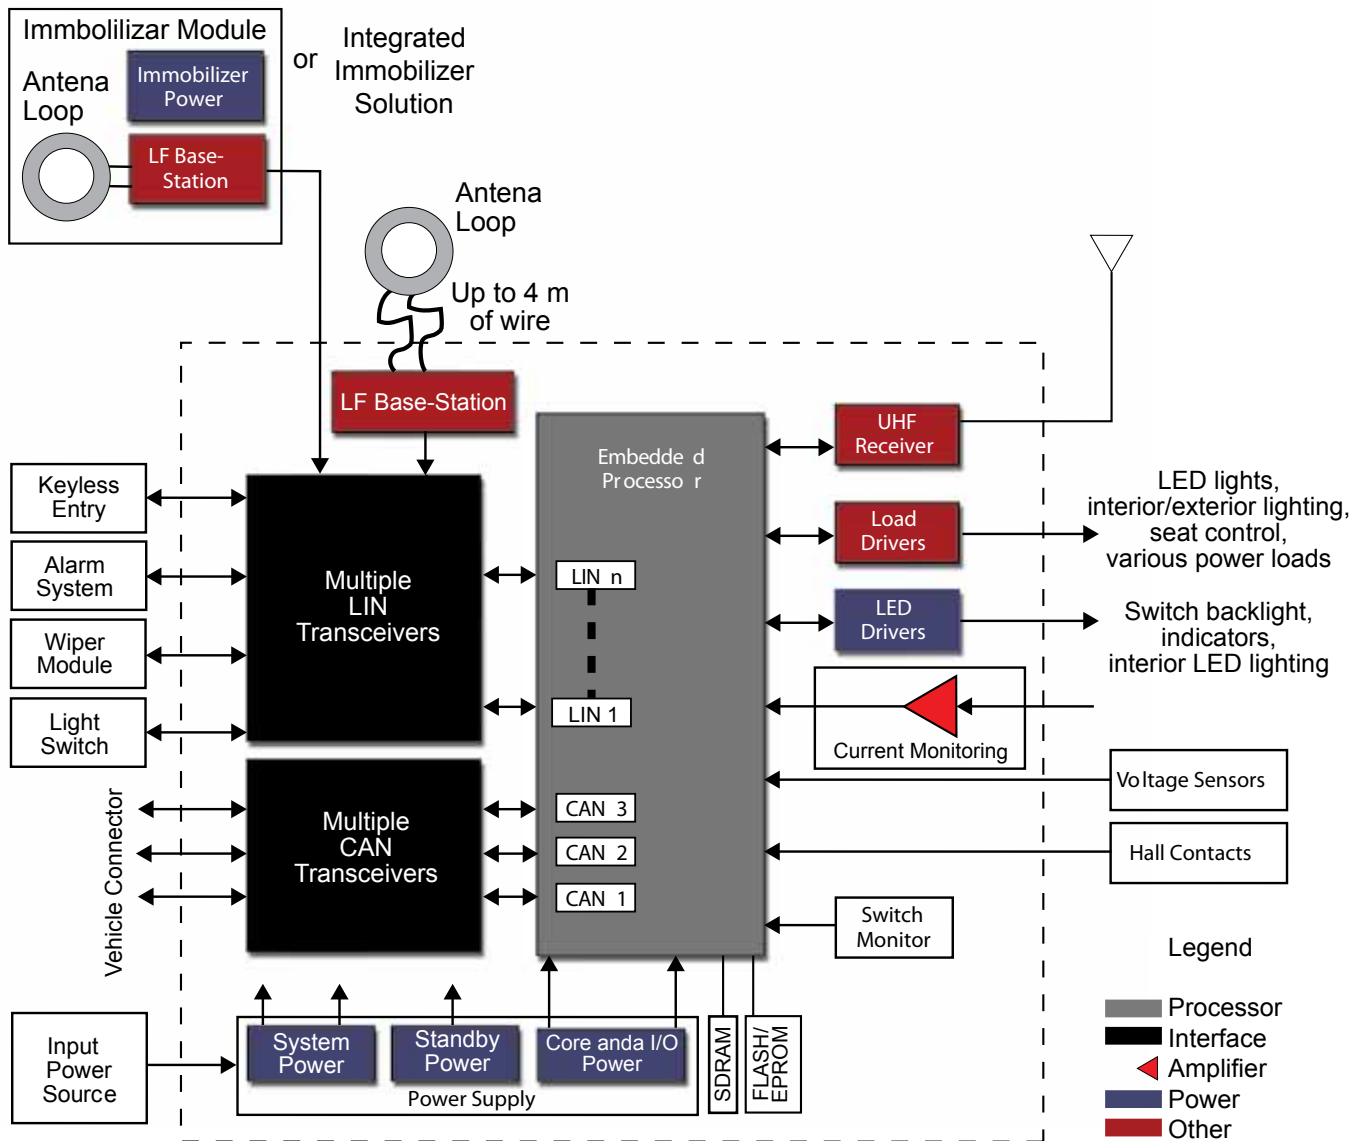 Immbolilizar Module
Immobilizer
Power
Antena
Loop
LF Base-
Station
or
Integrated
Immobilizer
Solution
Antena
Loop
Up to 4 m
of wire
LF Base-Station
Embedde d
Processo r
UHF
Receiver
Keyless
Entry
Alarm
System
Wiper
Module
Light
Switch
Multiple
LIN
Transceivers
LIN n
LIN 1
Load
Drivers
LED lights,
interior/exterior lighting,
seat control,
various power loads
LED
Drivers
Switch backlight,
indicators,
interior LED lighting
Current Monitoring
Voltage Sensors
Hall Contacts
Vehicle Connector
Multiple
CAN
Transceivers
CAN 3
CAN 2
CAN 1
Switch
Monitor
Input
Power
Source
System
Power
Standby
Power
Core anda I/O
Power
Power Supply
SDRAM
FLASH/
EPROM
Legend
Processor
Interface
Amplifier
Power
Other